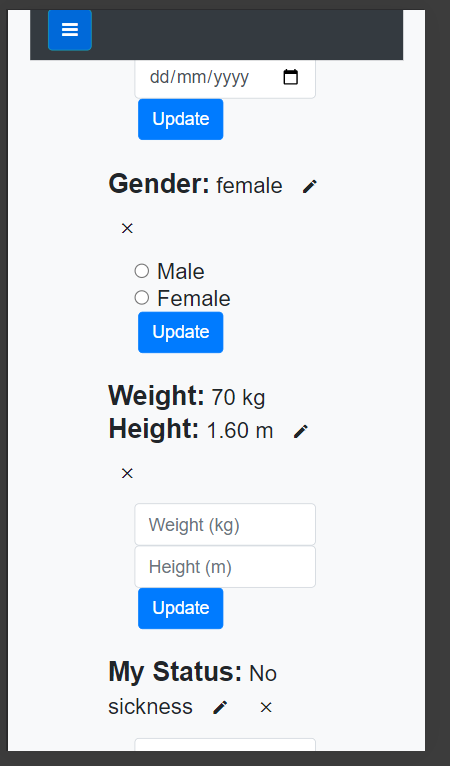 dd/mm/yyyy
Update
Gender: female
Male
Female
Update
Weight: 70 kg
Height: 1.60 m
Weight (kg)
Height (m)
Update
My Status: No
sickness